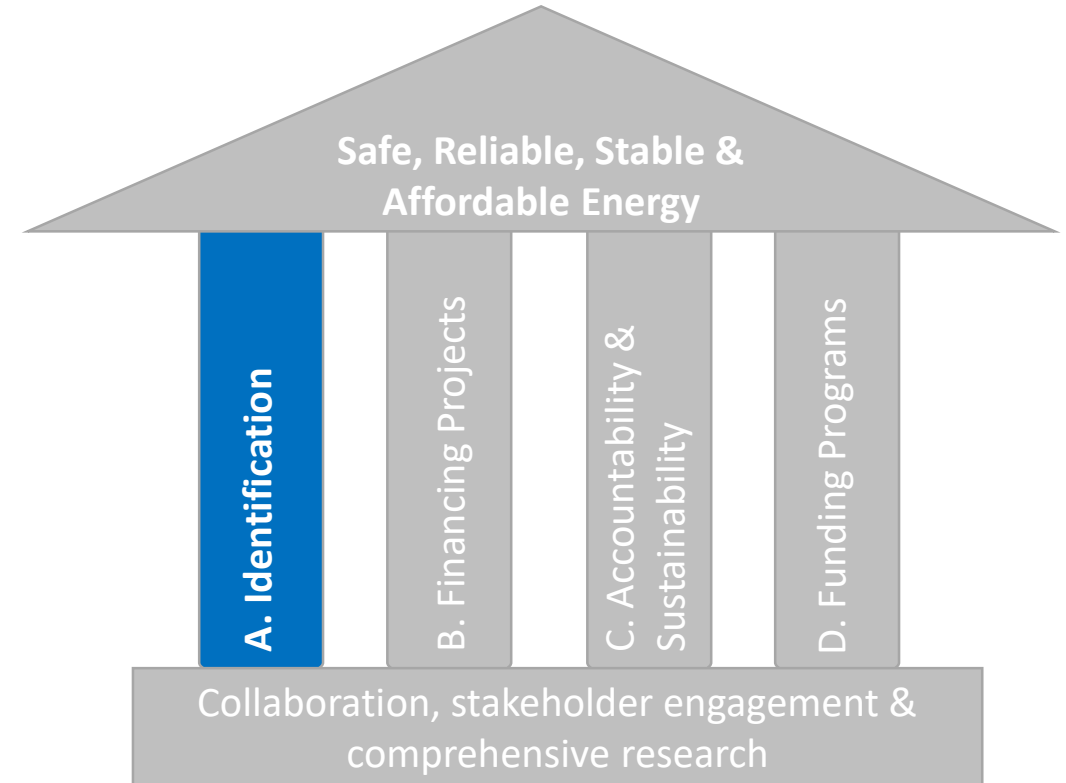 Safe, Reliable, Stable &
Affordable Energy
A. Identification
B. Financing Projects
C. Accountability &
Sustainability
D. Funding Programs
Collaboration, stakeholder engagement &
comprehensive research